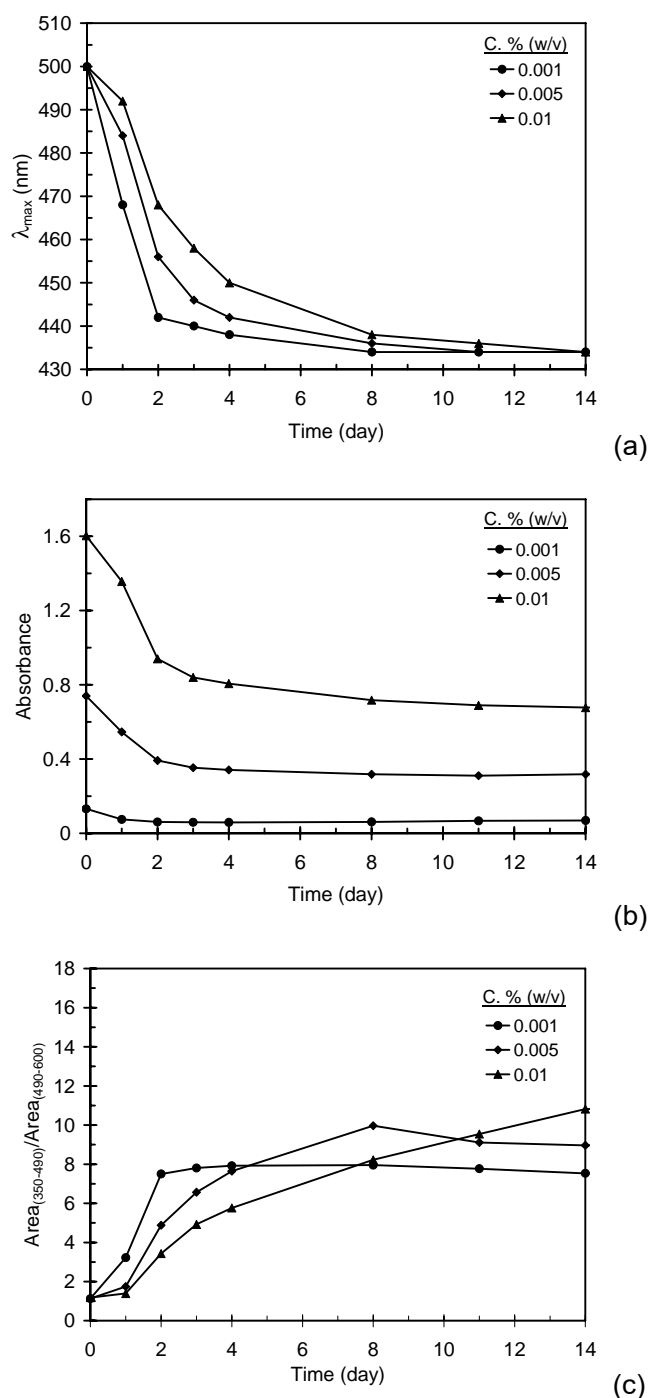 C. % (w/v)
0.001
0.005
0.01
λmax (nm)
500
490
480
470
460
450
440
430
0 2 4 6 8 10 12 14
Time (day)
(a)
C. % (w/v)
0.001
0.005
0.01
Absorbance
1.6
1.2
0.8
0.4
0
0 2 4 6 8 10 12 14
Time (day)
(b)
C. % (w/v)
0.001
0.005
0.01
Area(350-490)/Area(490-600)
18
16
14
12
10
8
6
4
2
0
0 2 4 6 8 10 12 14
Time (day)
(c)